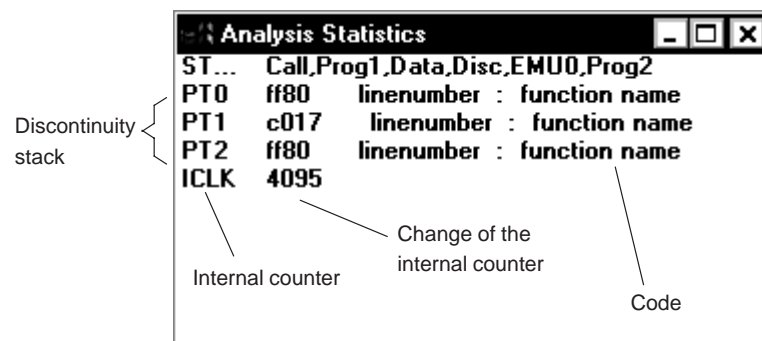 Analysis Statistics
ST... Call,Prog1,Data,Disc,EMU0,Prog2
PT0 ff80 linenumber : function name
PT1 c017 linenumber : function name
PT2 ff80 linenumber : function name
ICLK 4095
Discontinuity
stack
Internal counter
Change of the
internal counter
Code